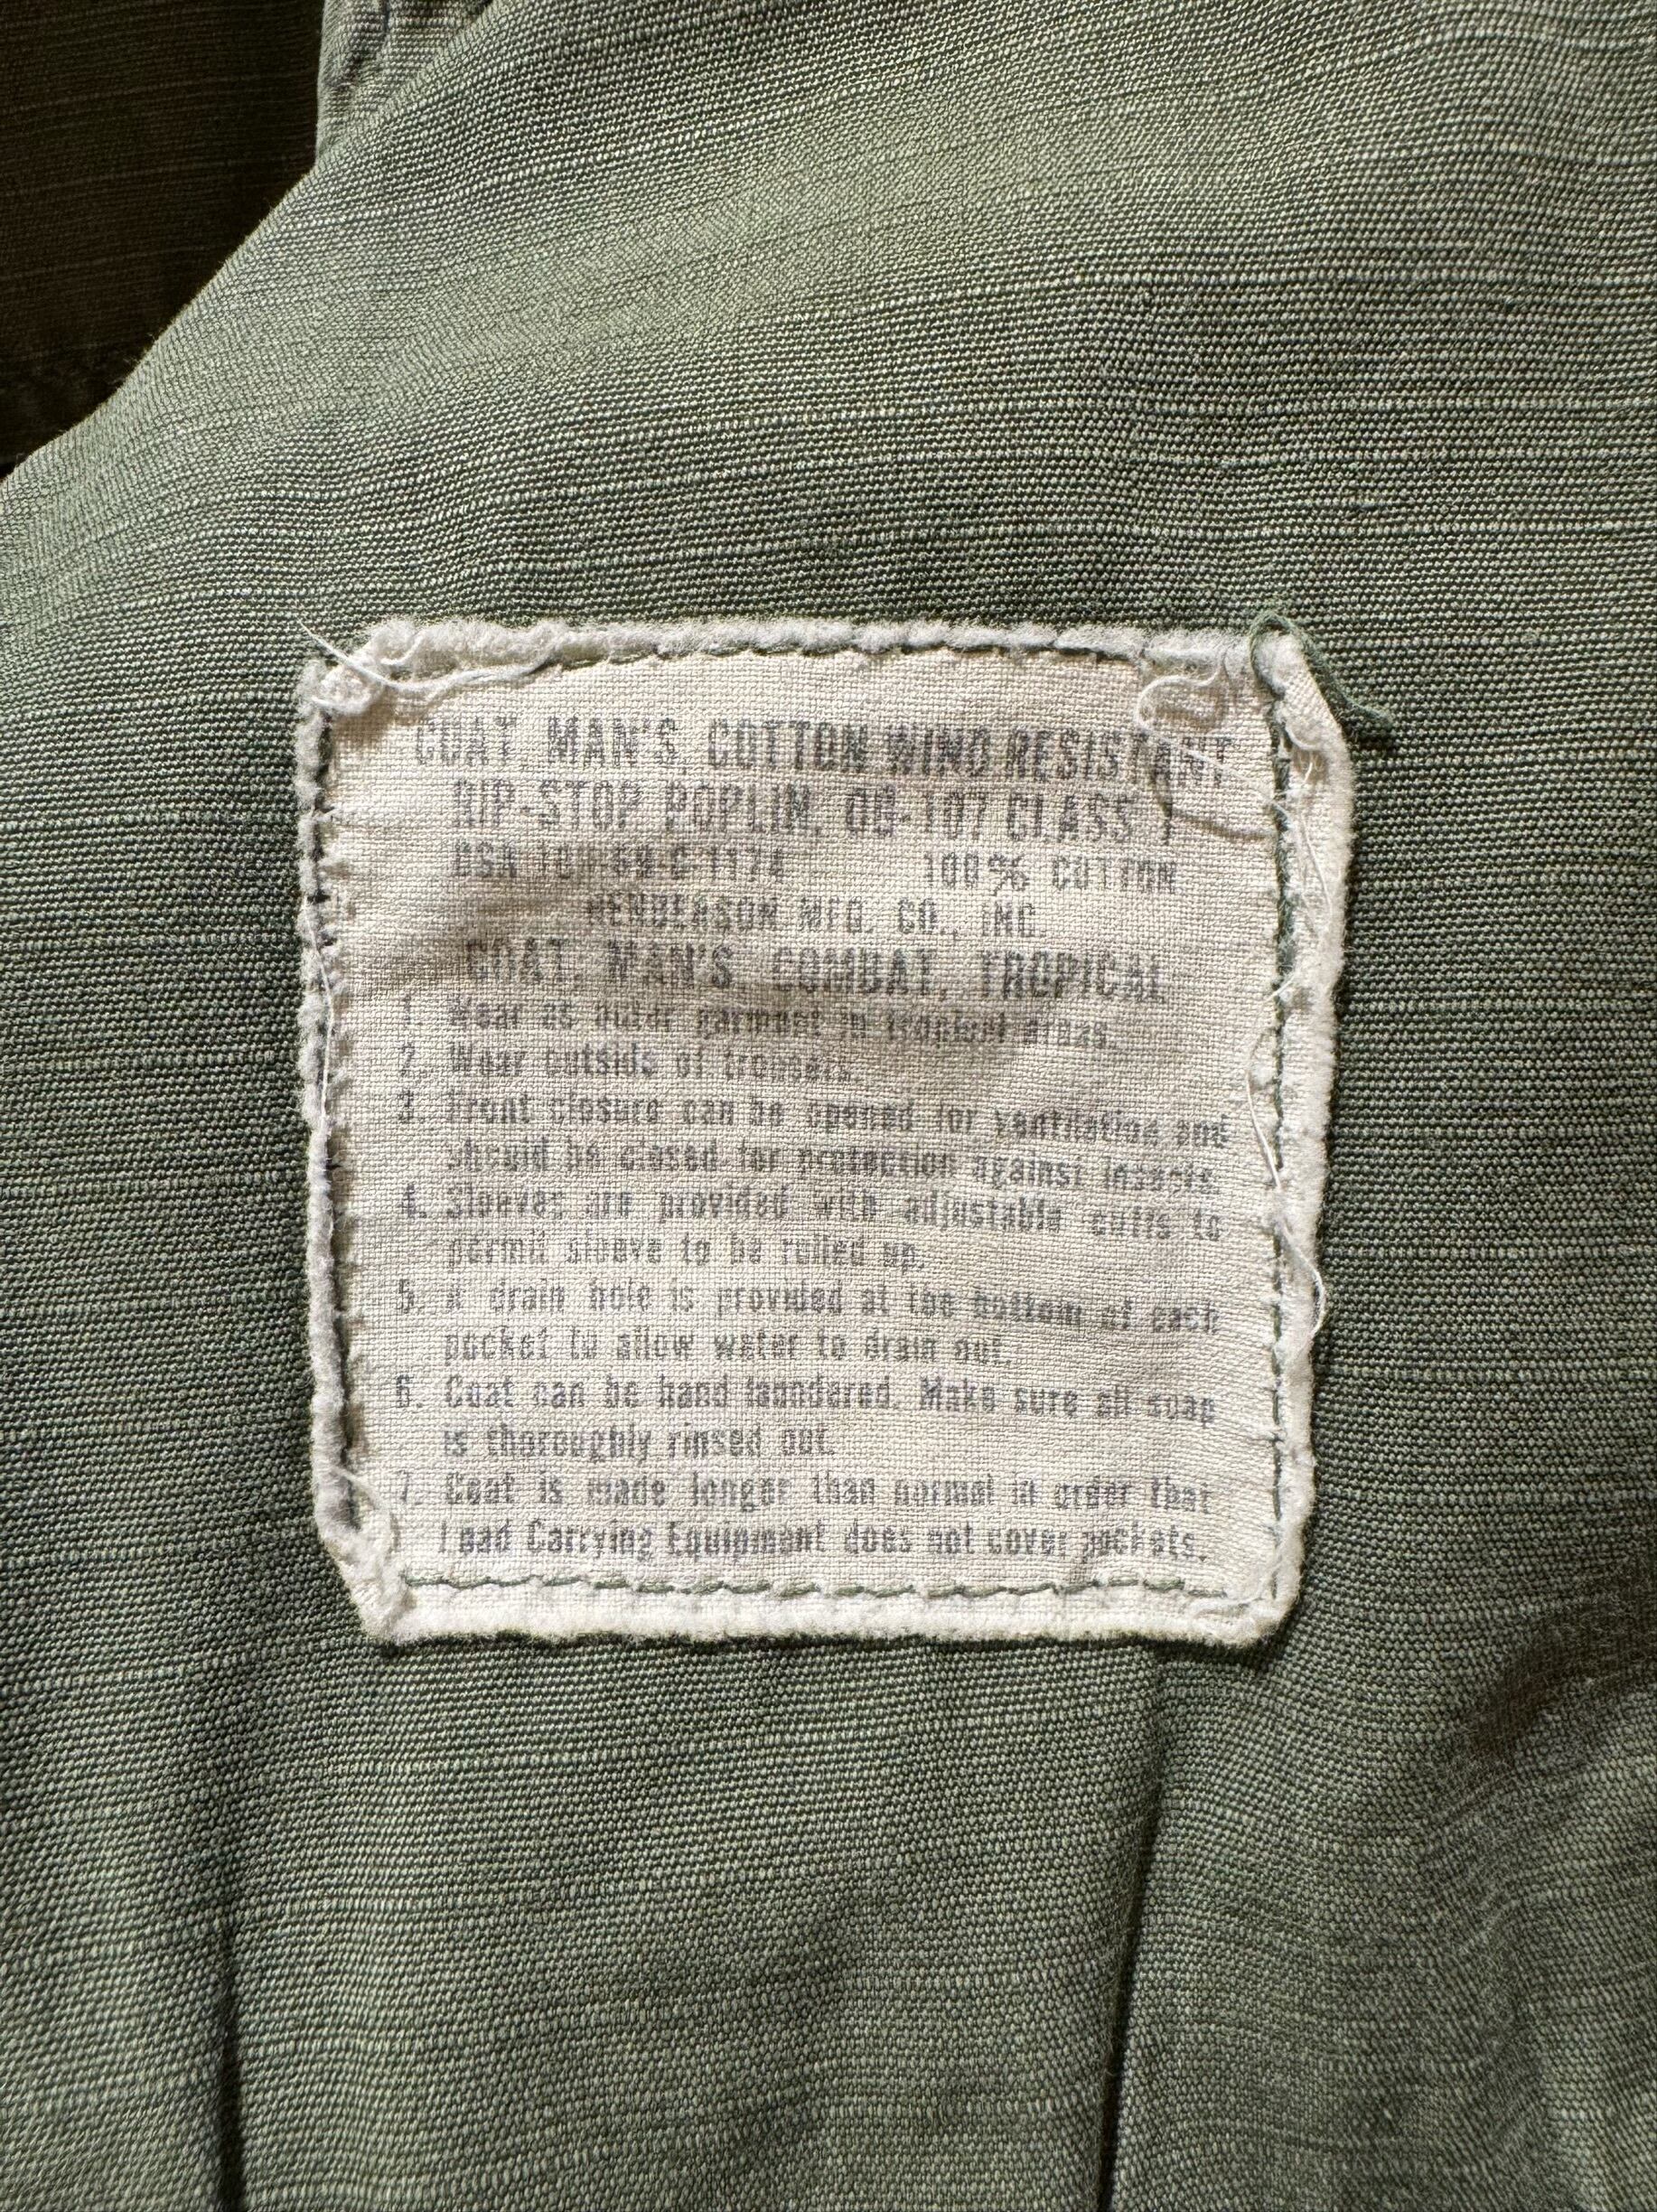 COAT, MAN'S, COTTON WIND RESISTANT
RIP-STOP POPLIN, OG-107 CLASS 1
DSA 100-69-C-1174 100% COTTON
HENDERSON MFG. CO., INC.
COAT, MAN'S, COMBAT, TROPICAL
1. Wear as outer garment in tropical areas.
2. Wear outside of trousers.
3. Front closure can be opened for ventilation and
should be closed for protection against insects.
4. Sleeves are provided with adjustable cuffs to
permit sleeve to be rolled up.
5. A drain hole is provided at the bottom of each
pocket to allow water to drain out.
6. Coat can be hand laundered. Make sure all soap
is thoroughly rinsed out.
7. Coat is made longer than normal in order that
Load Carrying Equipment does not cover pockets.